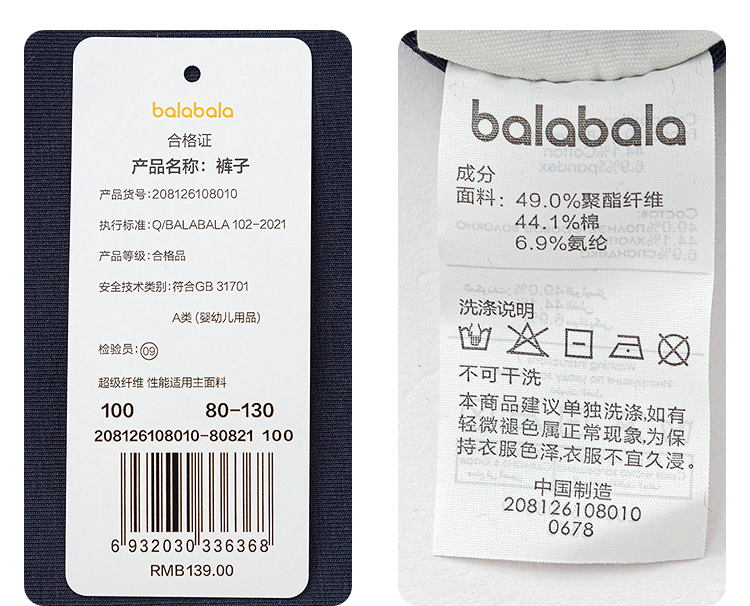 balabala
合格证
产品名称：裤子
产品货号：208126108010
执行标准：Q/BALABALA 102-2021
产品等级：合格品
安全技术类别：符合GB 31701
A类 (婴幼儿用品)
检验员：09
超级纤维 性能适用主面料
100 80-130
208126108010-80821 100
6 932030 336368
RMB139.00
balabala
成分
面料：49.0%聚酯纤维
44.1%棉
6.9%氨纶
洗涤说明
不可干洗
本商品建议单独洗涤,如有
轻微褪色属正常现象,为保
持衣服色泽,衣服不宜久浸。
中国制造
208126108010
0678